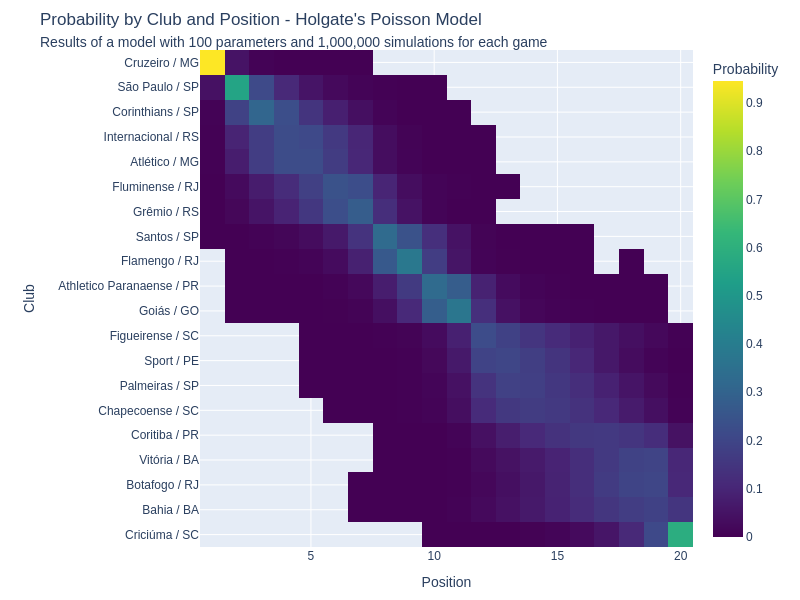 Probability by Club and Position - Holgate's Poisson Model
Results of a model with 100 parameters and 1,000,000 simulations for each game
Probability
Cruzeiro / MG
São Paulo / SP
Corinthians / SP
Internacional / RS
Atlético / MG
Fluminense / RJ
Grêmio / RS
Santos / SP
Flamengo / RJ
Athletico Paranaense / PR
Goiás / GO
Figueirense / SC
Sport / PE
Palmeiras / SP
Chapecoense / SC
Coritiba / PR
Vitória / BA
Botafogo / RJ
Bahia / BA
Criciúma / SC
Club
5
10
15
20
Position
0.9
0.8
0.7
0.6
0.5
0.4
0.3
0.2
0.1
0